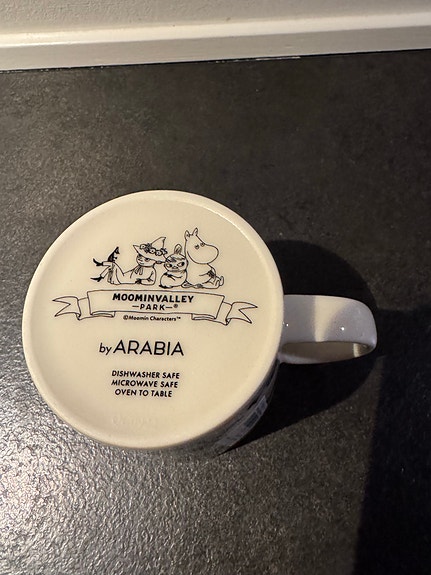 MOOMINVALLEY
—PARK—®
©Moomin Characters™
by ARABIA
DISHWASHER SAFE
MICROWAVE SAFE
OVEN TO TABLE